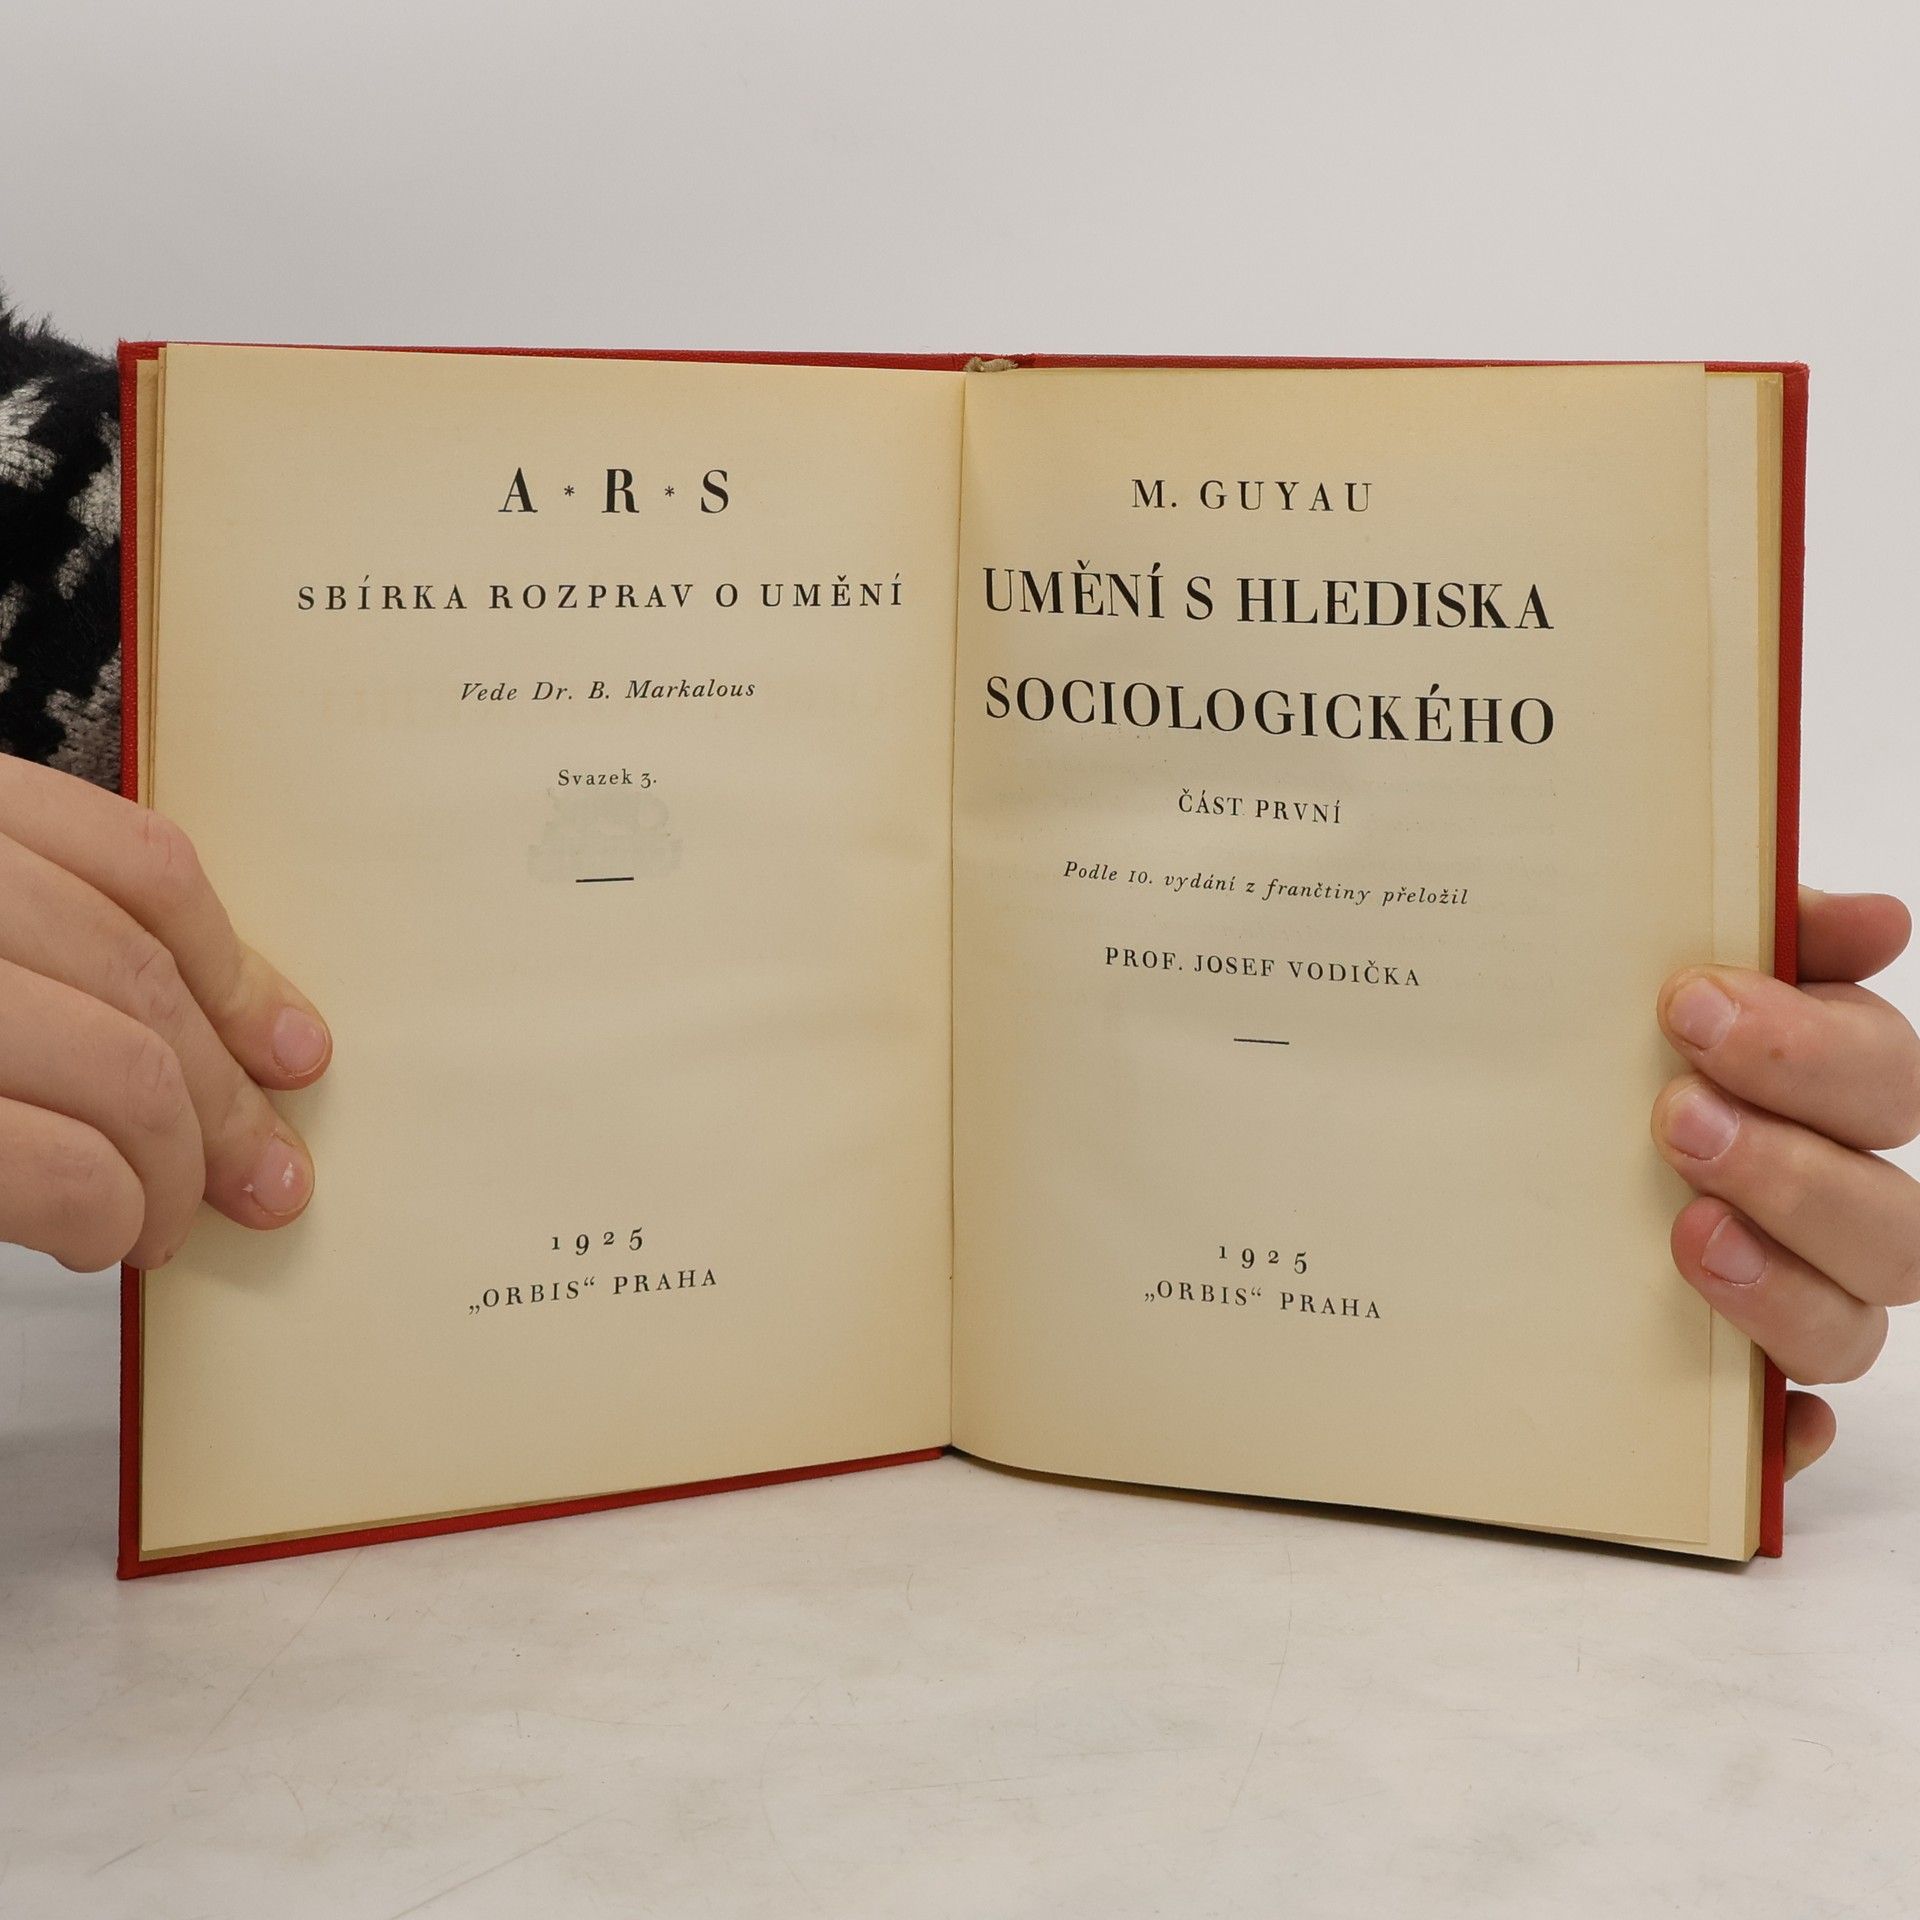 A * R * S
SBÍRKA ROZPRAV O UMĚNÍ
Vede Dr. B. Markalous
Svazek 3.
1925
„ORBIS“ PRAHA
M. GUYAU
UMĚNÍ S HLEDISKA
SOCIOLOGICKÉHO
ČÁST PRVNÍ
Podle 10. vydání z frančtiny přeložil
PROF. JOSEF VODIČKA
1925
„ORBIS“ PRAHA